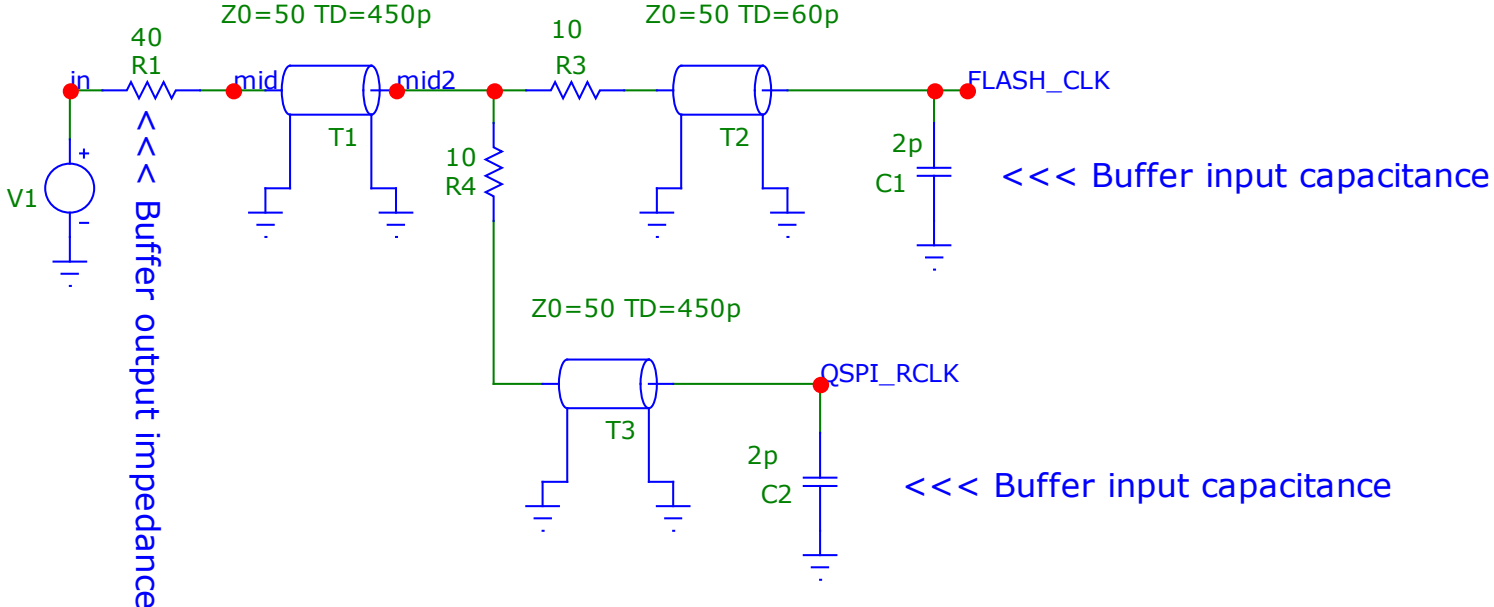 Z0=50 TD=450p
Z0=50 TD=60p
40
R1
10
R3
in
mid
mid2
FLASH_CLK
T1
T2
10
R4
2p
C1
<<< Buffer input capacitance
V1
+
−
<<< Buffer output impedance
Z0=50 TD=450p
QSPI_RCLK
T3
2p
C2
<<< Buffer input capacitance